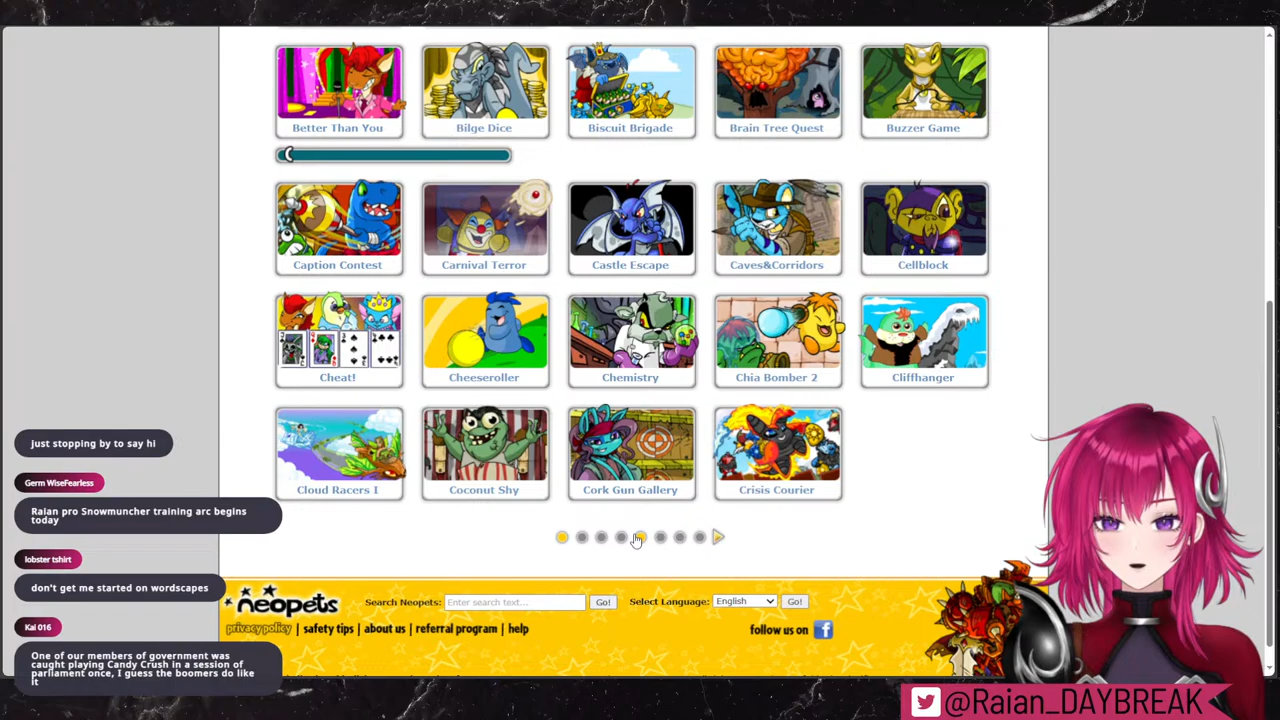 Better Than You
Bilge Dice
Biscuit Brigade
Brain Tree Quest
Buzzer Game
Caption Contest
Carnival Terror
Castle Escape
Caves&Corridors
Cellblock
Cheat!
Cheeseroller
Chemistry
Chia Bomber 2
Cliffhanger
Cloud Racers I
Coconut Shy
Cork Gun Gallery
Crisis Courier
just stopping by to say hi
Germ WiseFearless
Raian pro Snowmuncher training arc begins
today
lobster tshirt
don't get me started on wordscapes
Kai 016
One of our members of government was
caught playing Candy Crush in a session of
parliament once, I guess the boomers do like
it
neopets
Search Neopets: Enter search text... Go! Select Language: English Go!
privacy policy | safety tips | about us | referral program | help
follow us on f
@Raian_DAYBREAK